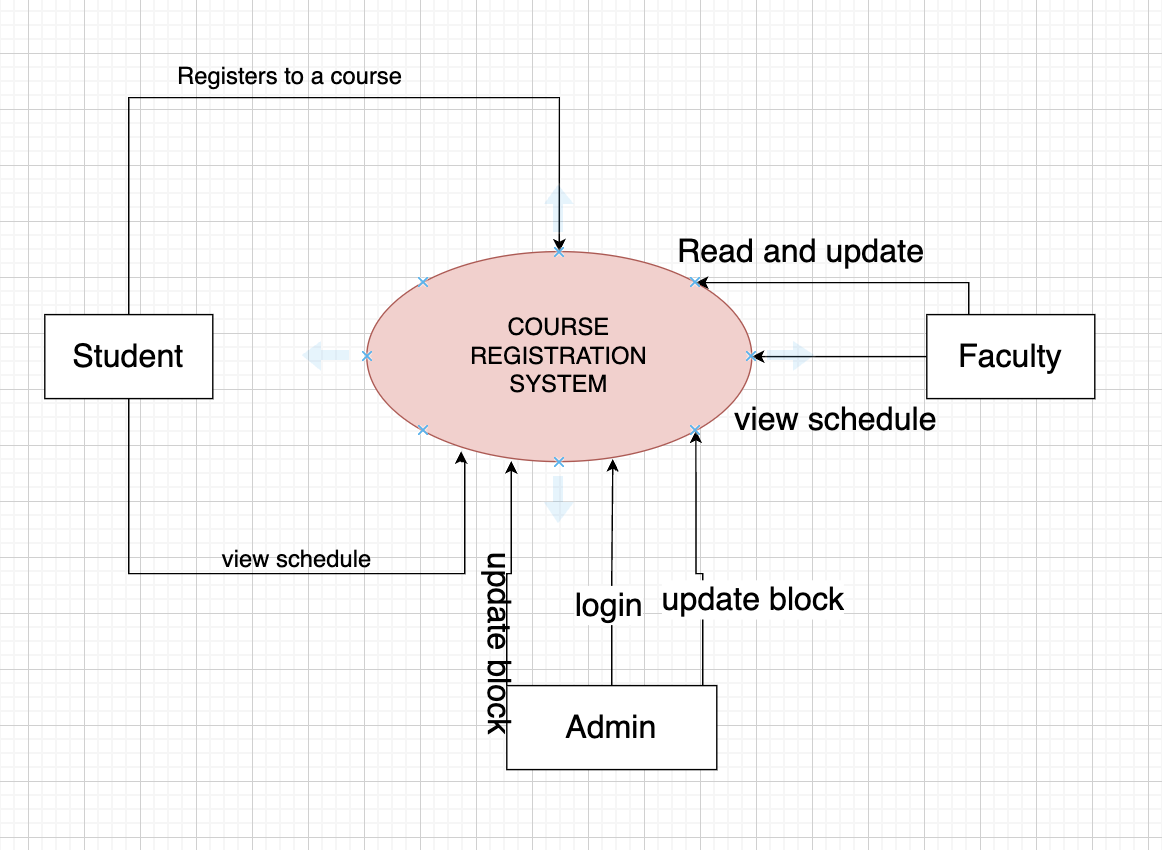 Registers to a course
Read and update
COURSE
REGISTRATION
SYSTEM
Student
Faculty
view schedule
view schedule
update block
login
update block
Admin